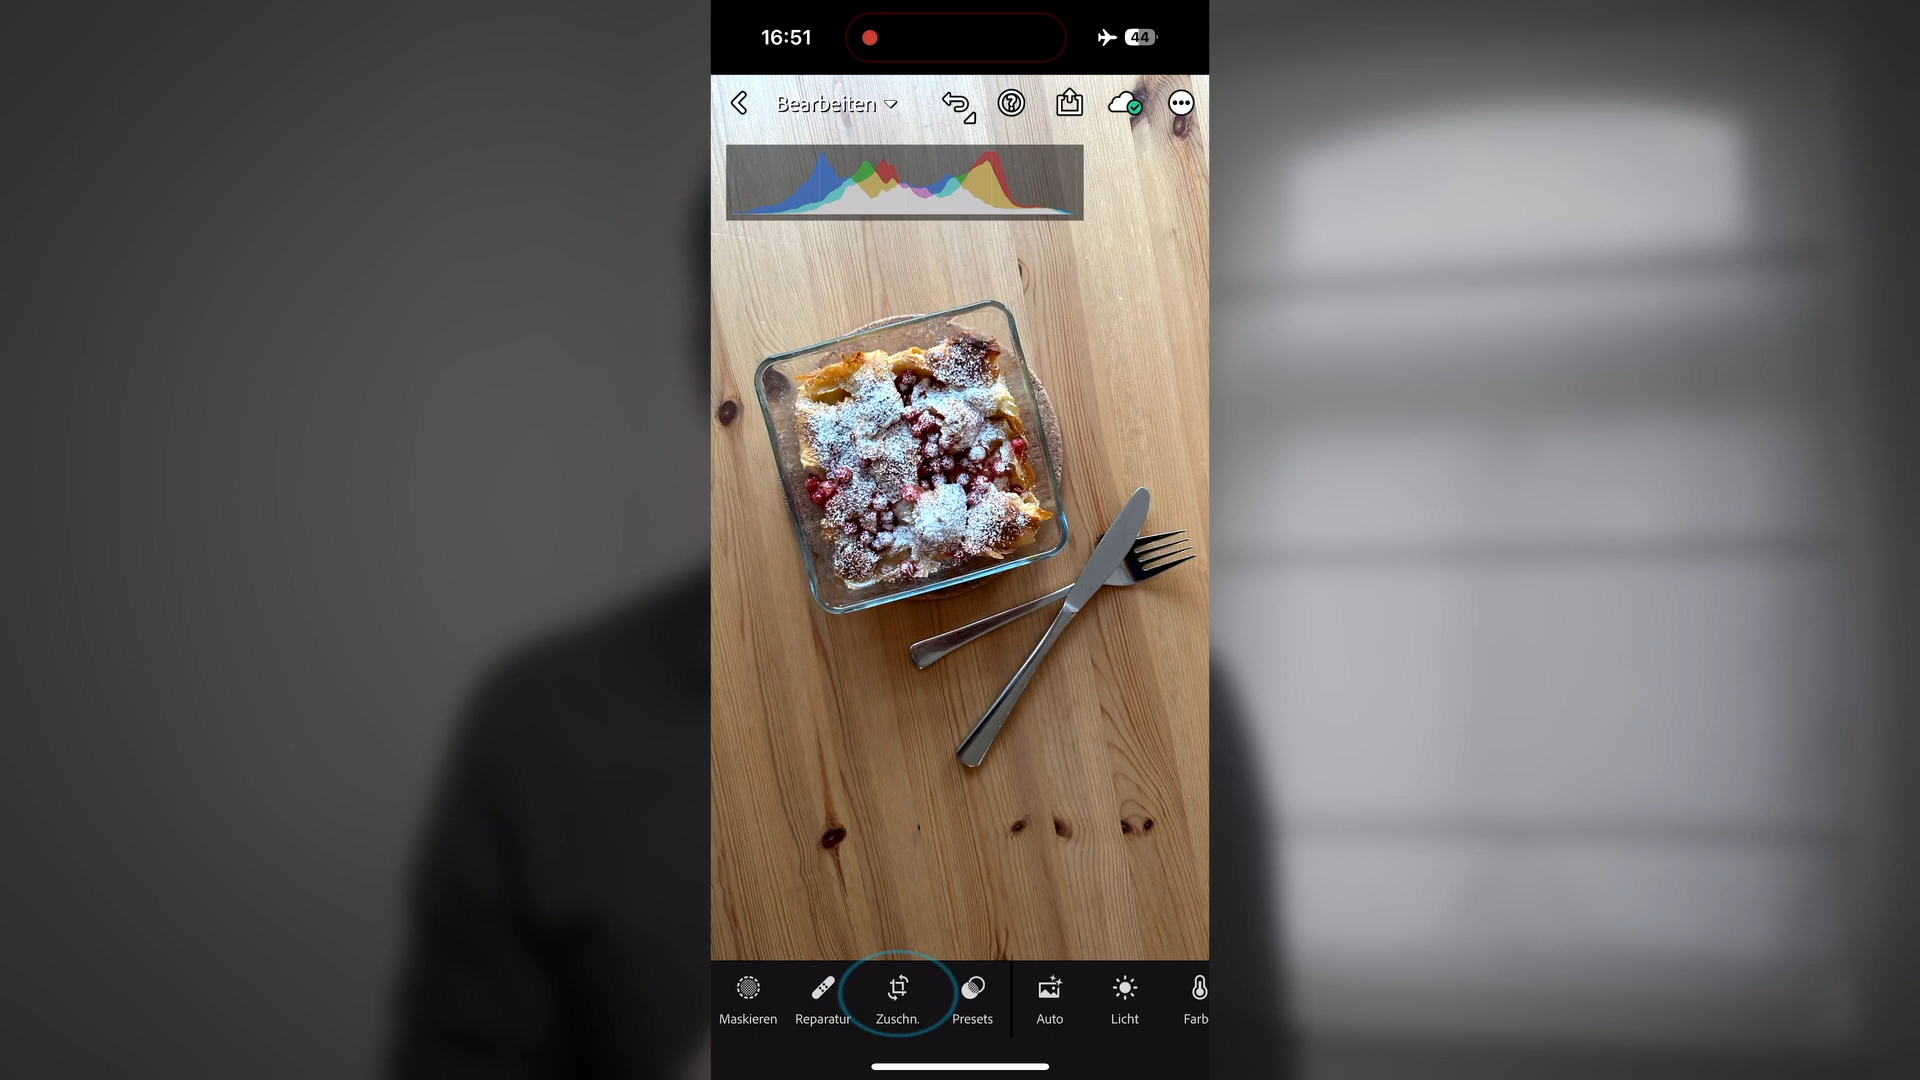 16:51
44
Bearbeiten
Maskieren
Reparatur
Zuschn.
Presets
Auto
Licht
Farb